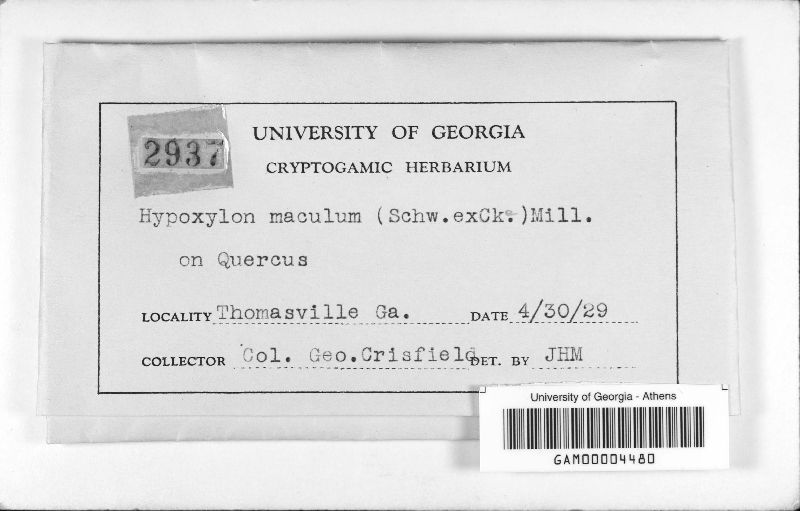 2937
UNIVERSITY OF GEORGIA
CRYPTOGAMIC HERBARIUM
Hypoxylon maculum (Schw.exCke.)Mill.
on Quercus
LOCALITY Thomasville Ga. DATE 4/30/29
COLLECTOR Col. Geo.Crisfield DET. BY JHM
University of Georgia - Athens
GAM00004480